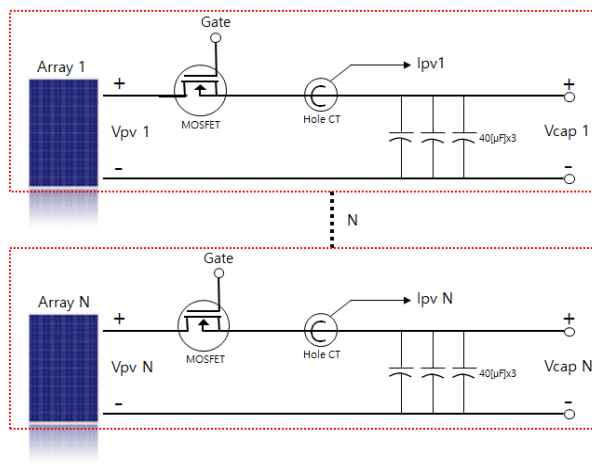 Gate
Array 1
+
Ipv1
+
MOSFET
Hole CT
Vpv 1
40[µF]x3
Vcap 1
-
-
N
Gate
Array N
+
Ipv N
+
MOSFET
Hole CT
Vpv N
40[µF]x3
Vcap N
-
-